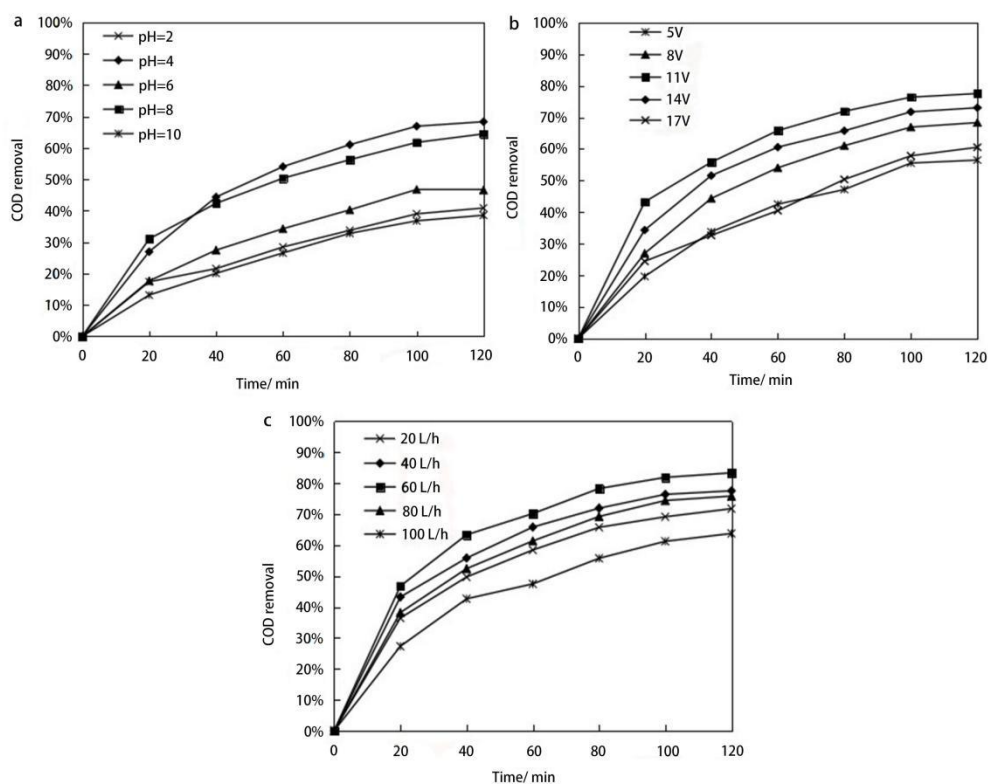 a
100%
90%
80%
70%
60%
50%
40%
30%
20%
10%
0%
COD removal
pH=2
pH=4
pH=6
pH=8
pH=10
0 20 40 60 80 100 120
Time/ min
b
100%
90%
80%
70%
60%
50%
40%
30%
20%
10%
0%
COD removal
5V
8V
11V
14V
17V
0 20 40 60 80 100 120
Time/ min
c
100%
90%
80%
70%
60%
50%
40%
30%
20%
10%
0%
COD removal
20 L/h
40 L/h
60 L/h
80 L/h
100 L/h
0 20 40 60 80 100 120
Time/ min